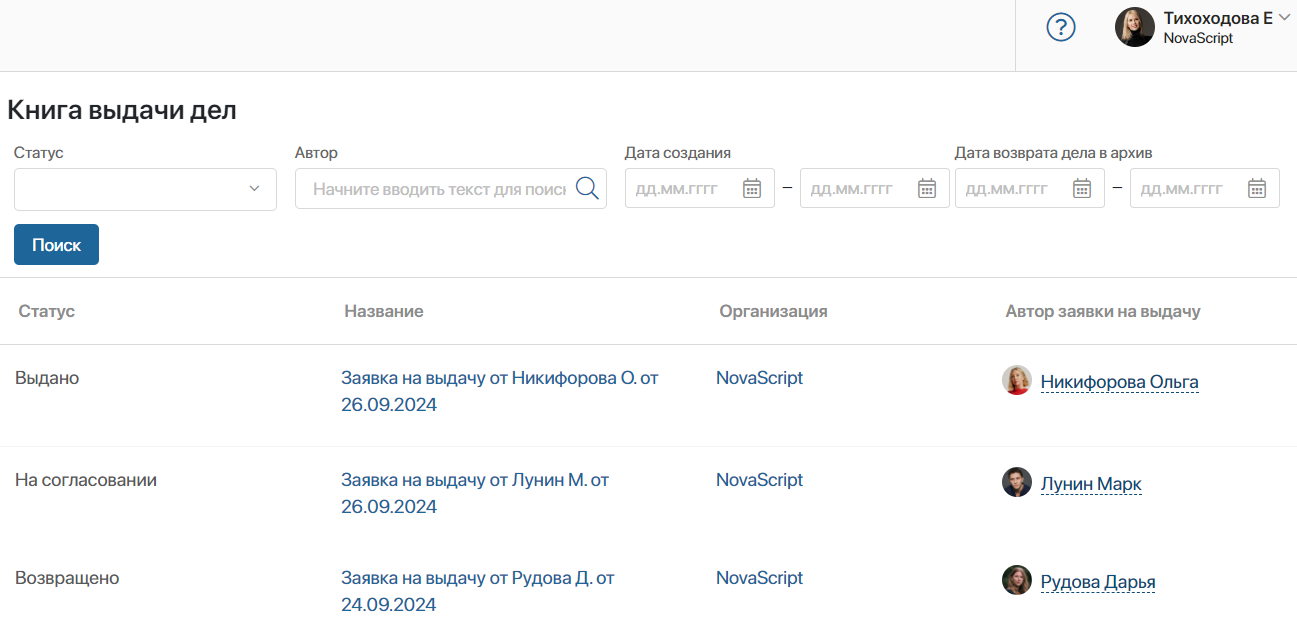 ?
Тихоходова Е
NovaScript
Книга выдачи дел
Статус
Автор
Дата создания
Дата возврата дела в архив
Начните вводить текст для поиск
дд.мм.гггг
–
дд.мм.гггг
дд.мм.гггг
–
дд.мм.гггг
Поиск
Статус
Название
Организация
Автор заявки на выдачу
Выдано
Заявка на выдачу от Никифорова О. от
26.09.2024
NovaScript
Никифорова Ольга
На согласовании
Заявка на выдачу от Лунин М. от
26.09.2024
NovaScript
Лунин Марк
Возвращено
Заявка на выдачу от Рудова Д. от
24.09.2024
NovaScript
Рудова Дарья